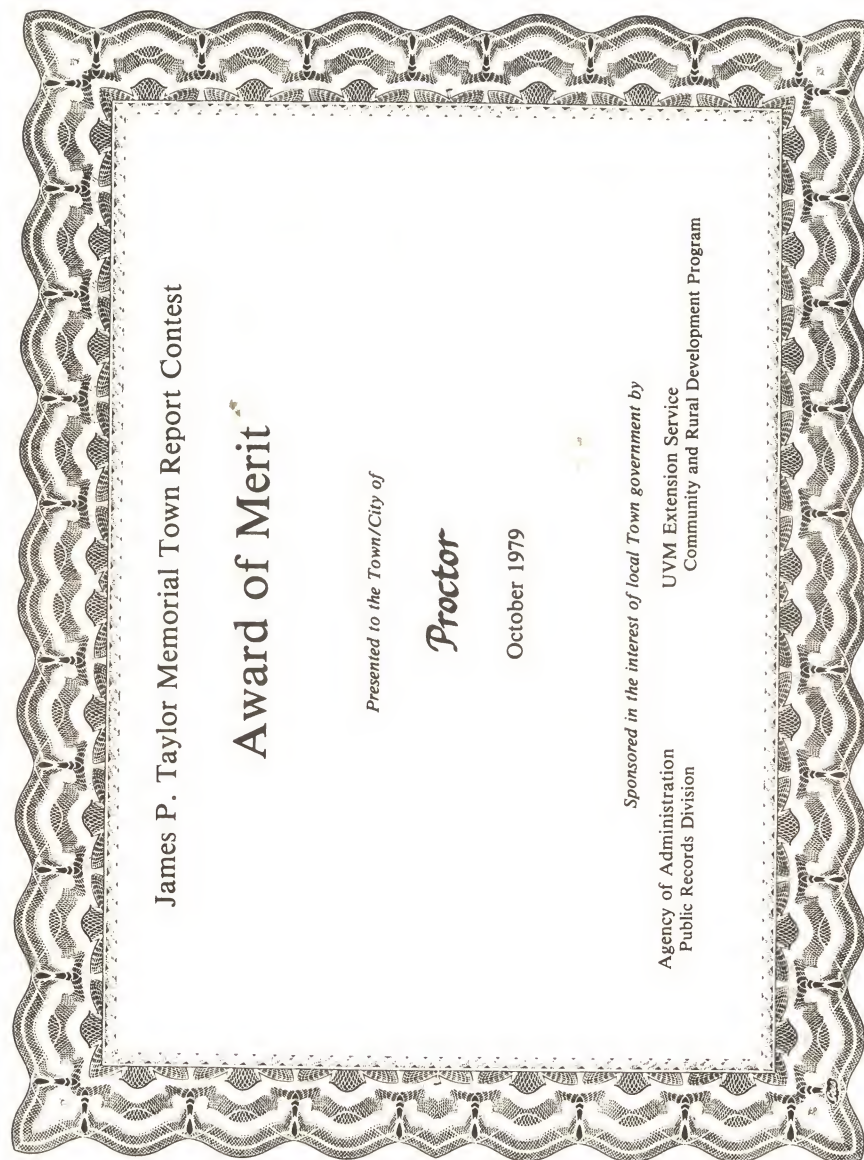 James P. Taylor Memorial Town Report Contest
Award of Merit
Presented to the Town/City of
Proctor
October 1979
Sponsored in the interest of local Town government by
Agency of Administration
Public Records Division
UVM Extension Service
Community and Rural Development Program